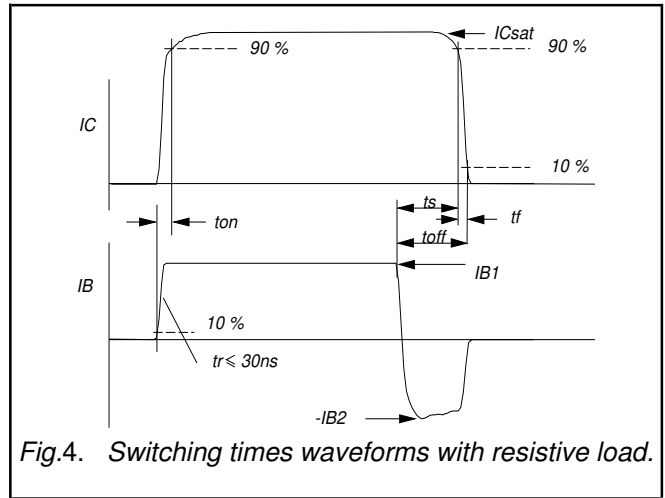 ICsat
90 %
90 %
IC
10 %
ts
ton
tf
toff
IB1
IB
10 %
tr ⩽ 30ns
-IB2
Fig.4. Switching times waveforms with resistive load.